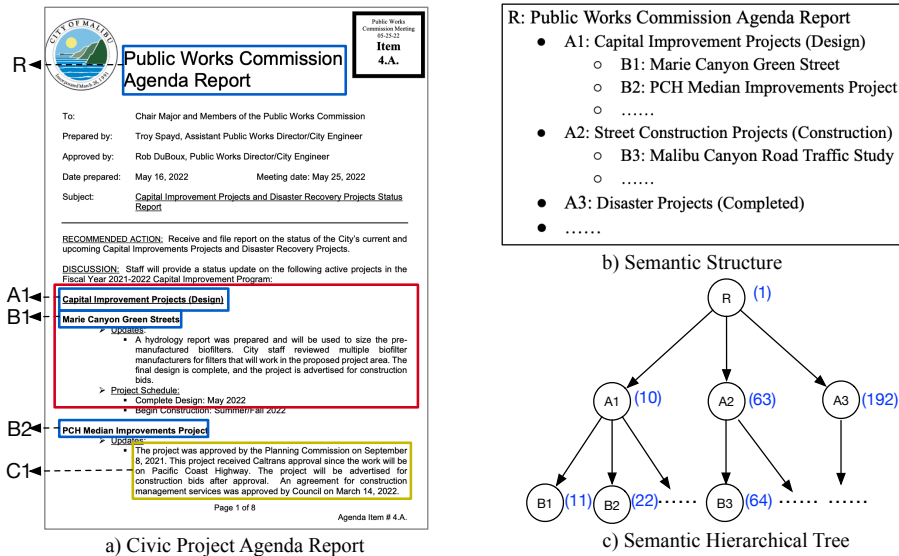 R
CITY OF MALIBU
Incorporated March 28, 1991
Public Works Commission
Agenda Report
Public Works
Commission Meeting
05-25-22
Item
4.A.
To: Chair Major and Members of the Public Works Commission
Prepared by: Troy Spayd, Assistant Public Works Director/City Engineer
Approved by: Rob DuBoux, Public Works Director/City Engineer
Date prepared: May 16, 2022 Meeting date: May 25, 2022
Subject: Capital Improvement Projects and Disaster Recovery Projects Status
Report
RECOMMENDED ACTION: Receive and file report on the status of the City's current and
upcoming Capital Improvements Projects and Disaster Recovery Projects.
DISCUSSION: Staff will provide a status update on the following active projects in the
Fiscal Year 2021-2022 Capital Improvement Program:
A1
Capital Improvement Projects (Design)
B1
Marie Canyon Green Streets
➢ Updates:
▪ A hydrology report was prepared and will be used to size the pre-
manufactured biofilters. City staff reviewed multiple biofilter
manufacturers for filters that will work in the proposed project area. The
final design is complete, and the project is advertised for construction
bids.
➢ Project Schedule:
▪ Complete Design: May 2022
▪ Begin Construction: Summer/Fall 2022
B2
PCH Median Improvements Project
➢ Updates:
C1
▪ The project was approved by the Planning Commission on September
8, 2021. This project received Caltrans approval since the work will be
on Pacific Coast Highway. The project will be advertised for
construction bids after approval. An agreement for construction
management services was approved by Council on March 14, 2022.
Page 1 of 8
Agenda Item # 4.A.
a) Civic Project Agenda Report
R: Public Works Commission Agenda Report
● A1: Capital Improvement Projects (Design)
○ B1: Marie Canyon Green Street
○ B2: PCH Median Improvements Project
○ ......
● A2: Street Construction Projects (Construction)
○ B3: Malibu Canyon Road Traffic Study
○ ......
● A3: Disaster Projects (Completed)
● ......
b) Semantic Structure
R (1)
A1 (10) A2 (63) A3 (192)
B1 (11) B2 (22) ...... B3 (64) ...... ......
c) Semantic Hierarchical Tree